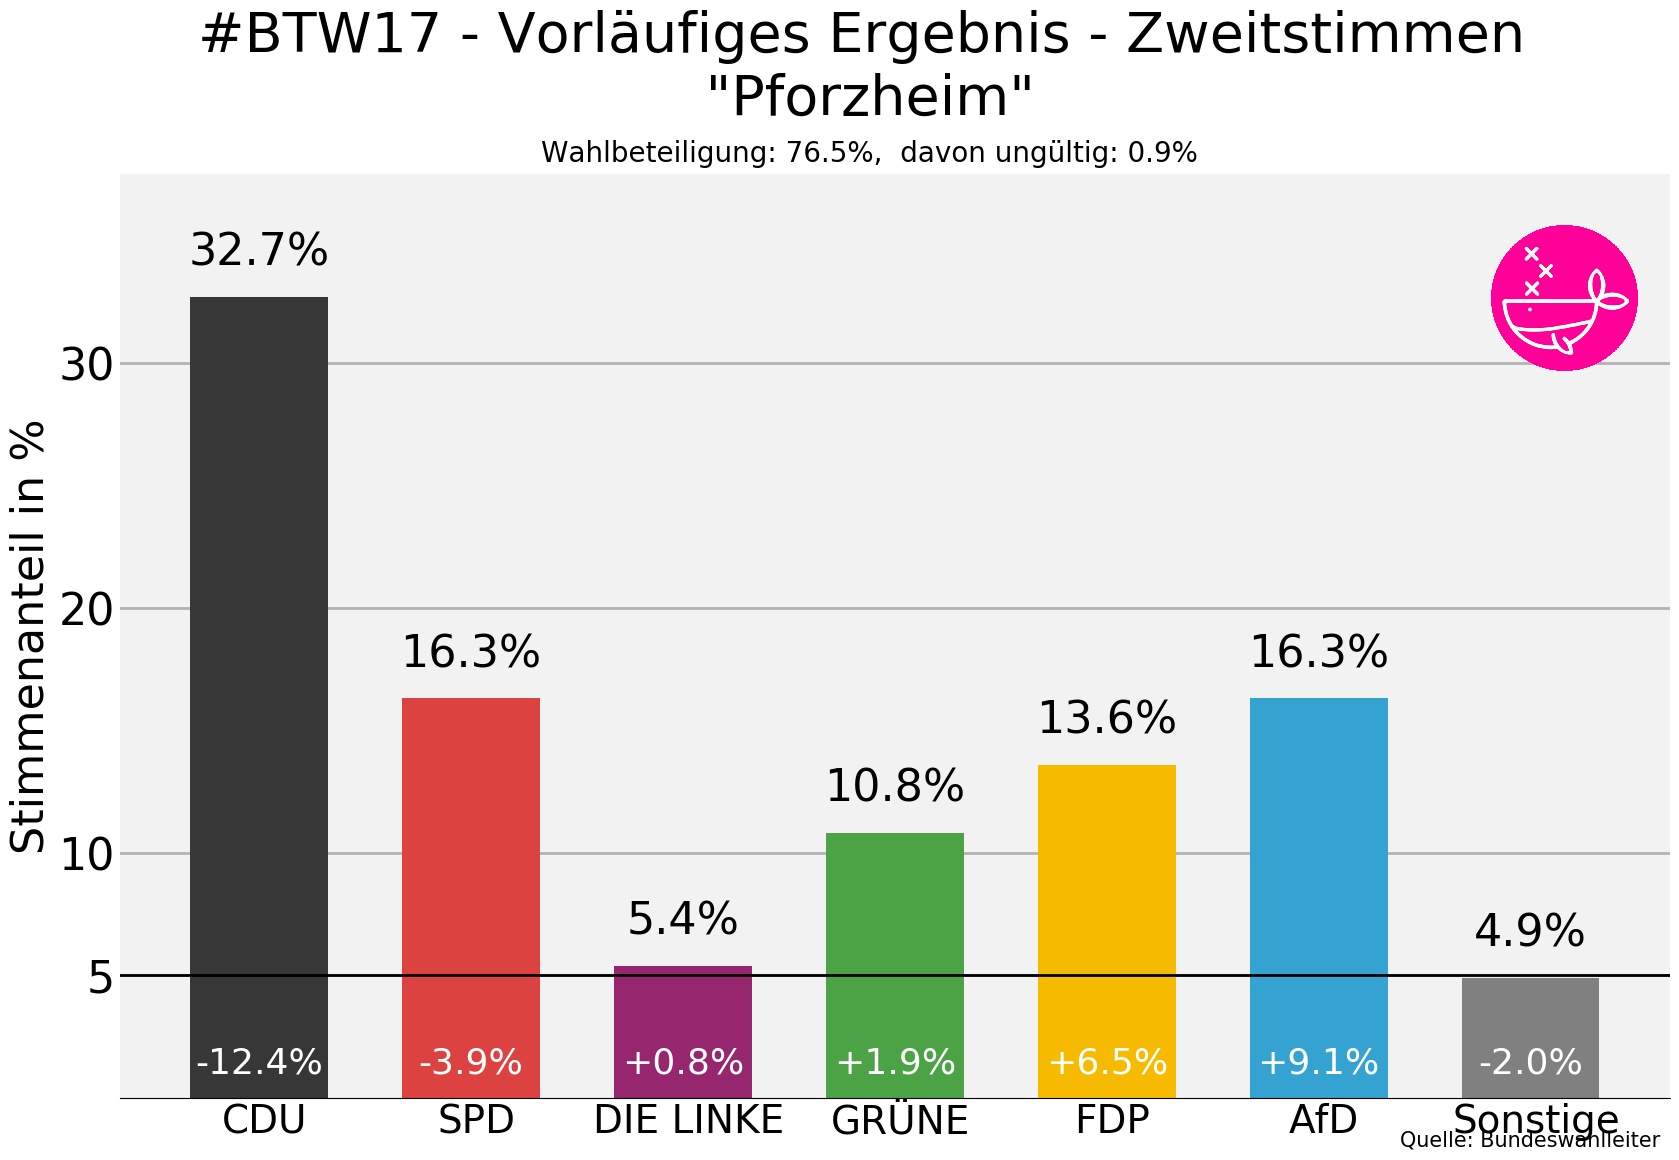 #BTW17 - Vorläufiges Ergebnis - Zweitstimmen
"Pforzheim"
Wahlbeteiligung: 76.5%,  davon ungültig: 0.9%
Stimmenanteil in %
30
20
10
5
32.7%
16.3%
5.4%
10.8%
13.6%
16.3%
4.9%
-12.4%
-3.9%
+0.8%
+1.9%
+6.5%
+9.1%
-2.0%
CDU
SPD
DIE LINKE
GRÜNE
FDP
AfD
Sonstige
Quelle: Bundeswahlleiter